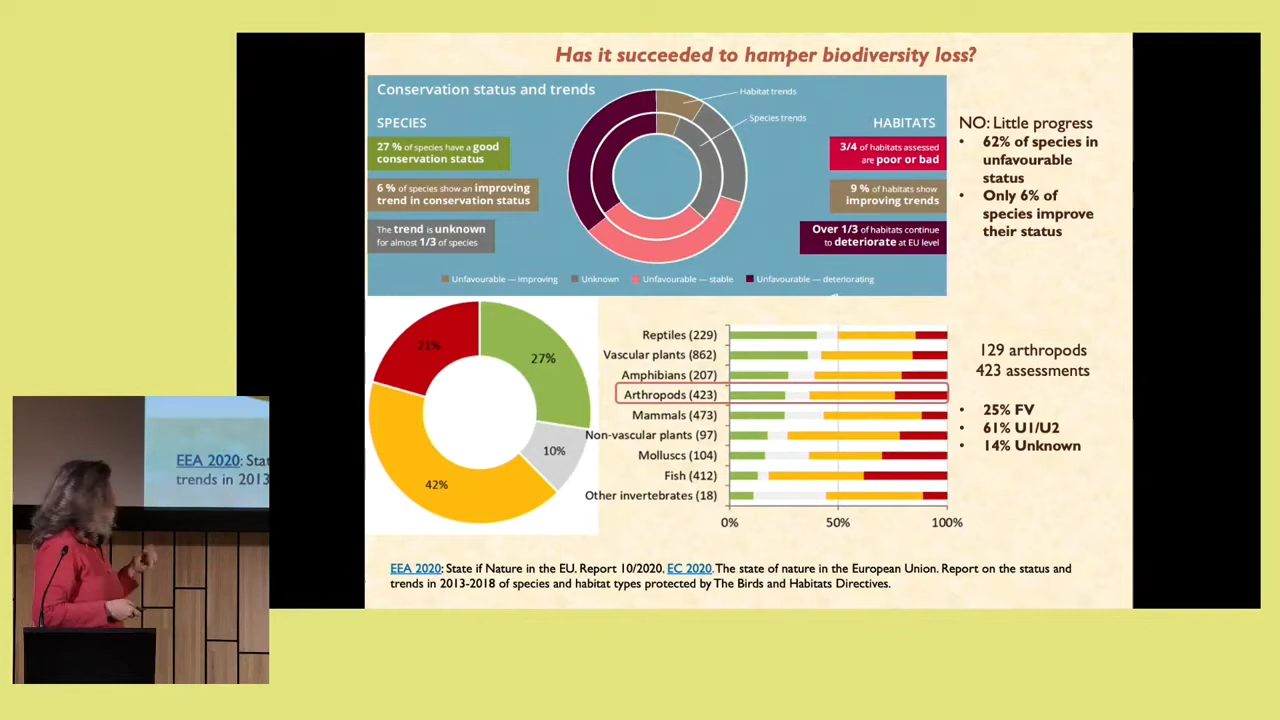 Has it succeeded to hamper biodiversity loss?
Conservation status and trends
SPECIES
27 % of species have a good
conservation status
6 % of species show an improving
trend in conservation status
The trend is unknown
for almost 1/3 of species
Habitat trends
Species trends
HABITATS
3/4 of habitats assessed
are poor or bad
9 % of habitats show
improving trends
Over 1/3 of habitats continue
to deteriorate at EU level
Unfavourable — improving
Unknown
Unfavourable — stable
Unfavourable — deteriorating
NO: Little progress
• 62% of species in
unfavourable
status
• Only 6% of
species improve
their status
21%
27%
10%
42%
Reptiles (229)
Vascular plants (862)
Amphibians (207)
Arthropods (423)
Mammals (473)
Non-vascular plants (97)
Molluscs (104)
Fish (412)
Other invertebrates (18)
0%
50%
100%
129 arthropods
423 assessments
• 25% FV
• 61% U1/U2
• 14% Unknown
EEA 2020: State if Nature in the EU. Report 10/2020. EC 2020. The state of nature in the European Union. Report on the status and
trends in 2013-2018 of species and habitat types protected by The Birds and Habitats Directives.
EEA 2020: Stat
trends in 2013